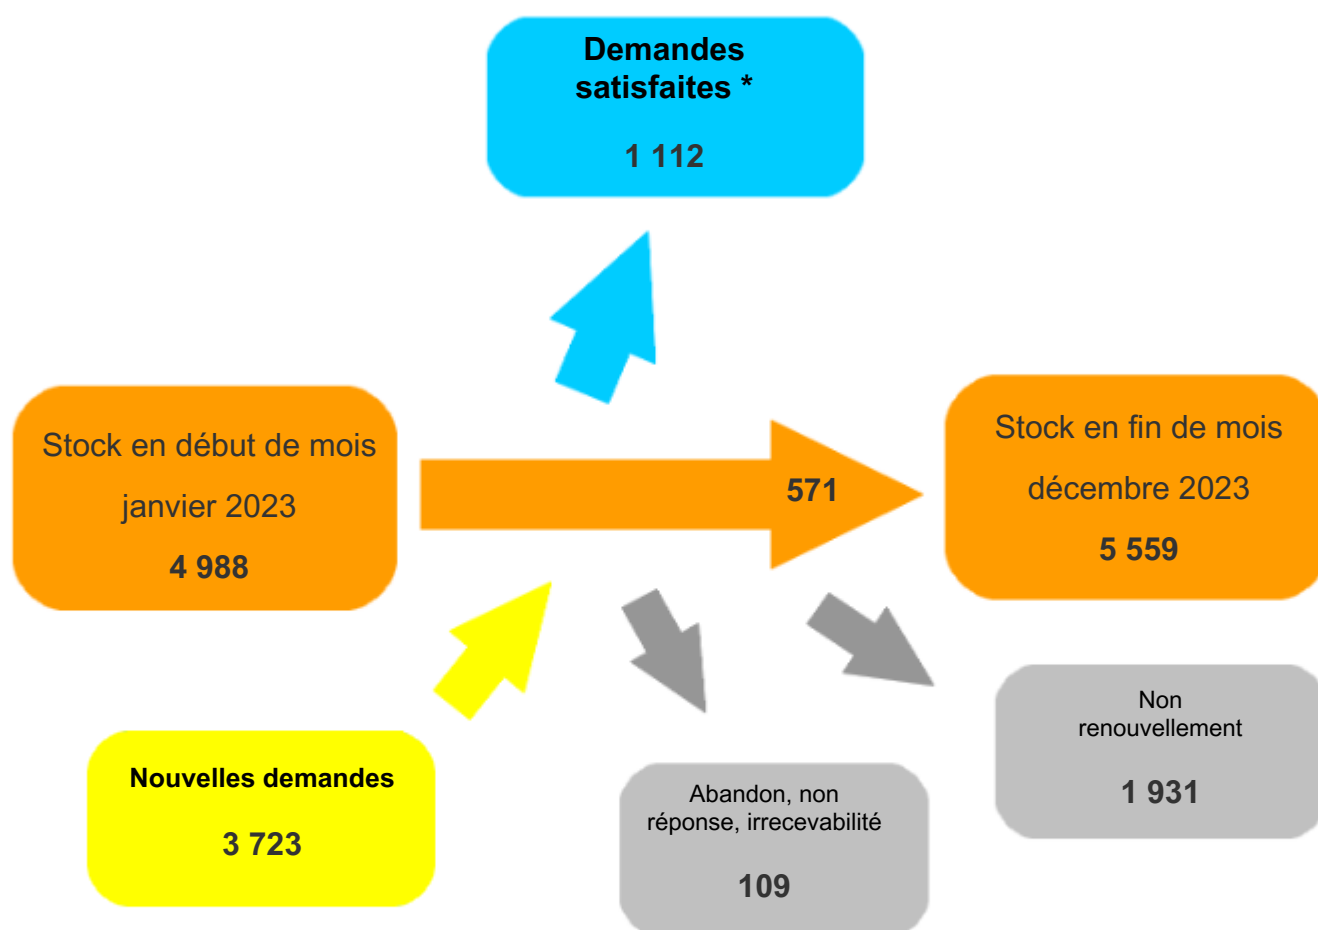 Demandes
satisfaites *
1 112
Stock en début de mois
janvier 2023
4 988
571
Stock en fin de mois
décembre 2023
5 559
Nouvelles demandes
3 723
Abandon, non
réponse, irrecevabilité
109
Non
renouvellement
1 931